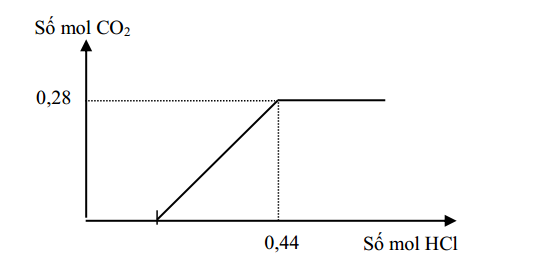 Số mol CO₂
0,28
0,44
Số mol HCl